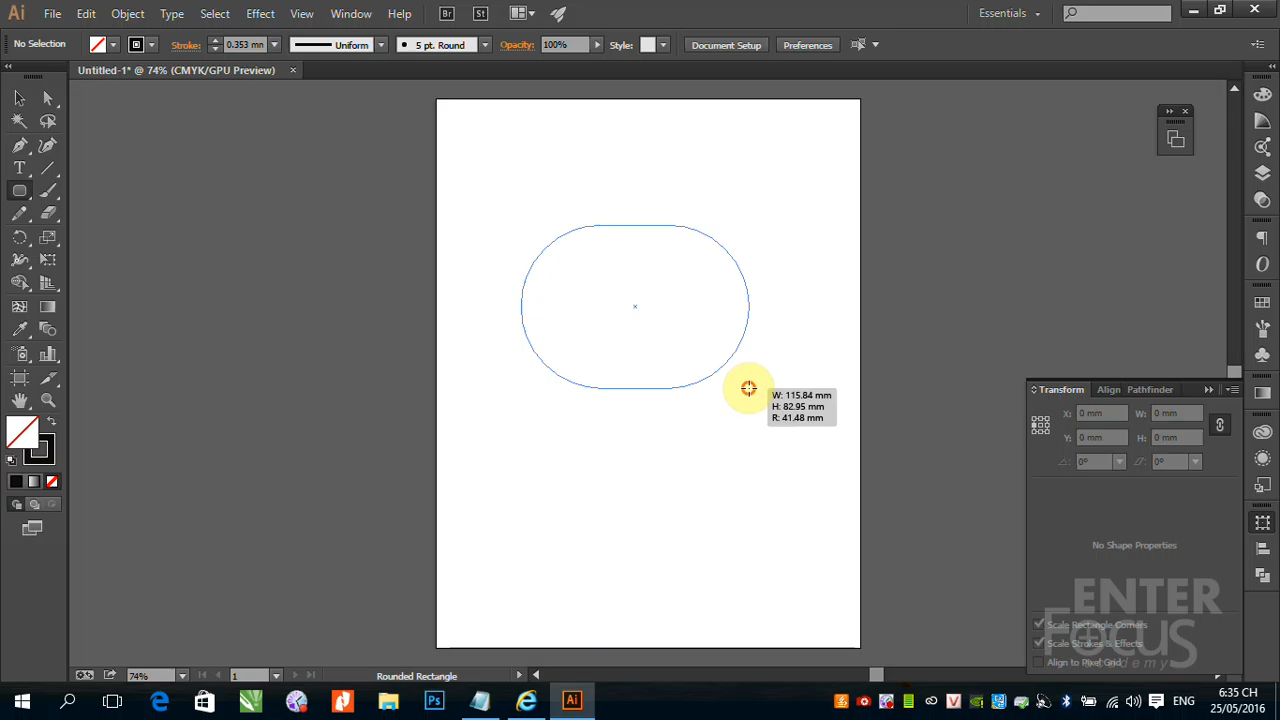 Ai File Edit Object Type Select Effect View Window Help Br St Essentials
No Selection Stroke: 0.353 mn Uniform 5 pt. Round Opacity: 100% Style: Document Setup Preferences
Untitled-1* @ 74% (CMYK/GPU Preview) ×
W: 115.84 mm
H: 82.95 mm
R: 41.48 mm
Transform Align Pathfinder
X: 0 mm W: 0 mm
Y: 0 mm H: 0 mm
0° 0°
No Shape Properties
ENTER
Scale Rectangle Corners
FOCUS
Scale Strokes & Effects
Align to Pixel Grid
74% 1 Rounded Rectangle
Ps Ai ENG 6:35 CH
25/05/2016